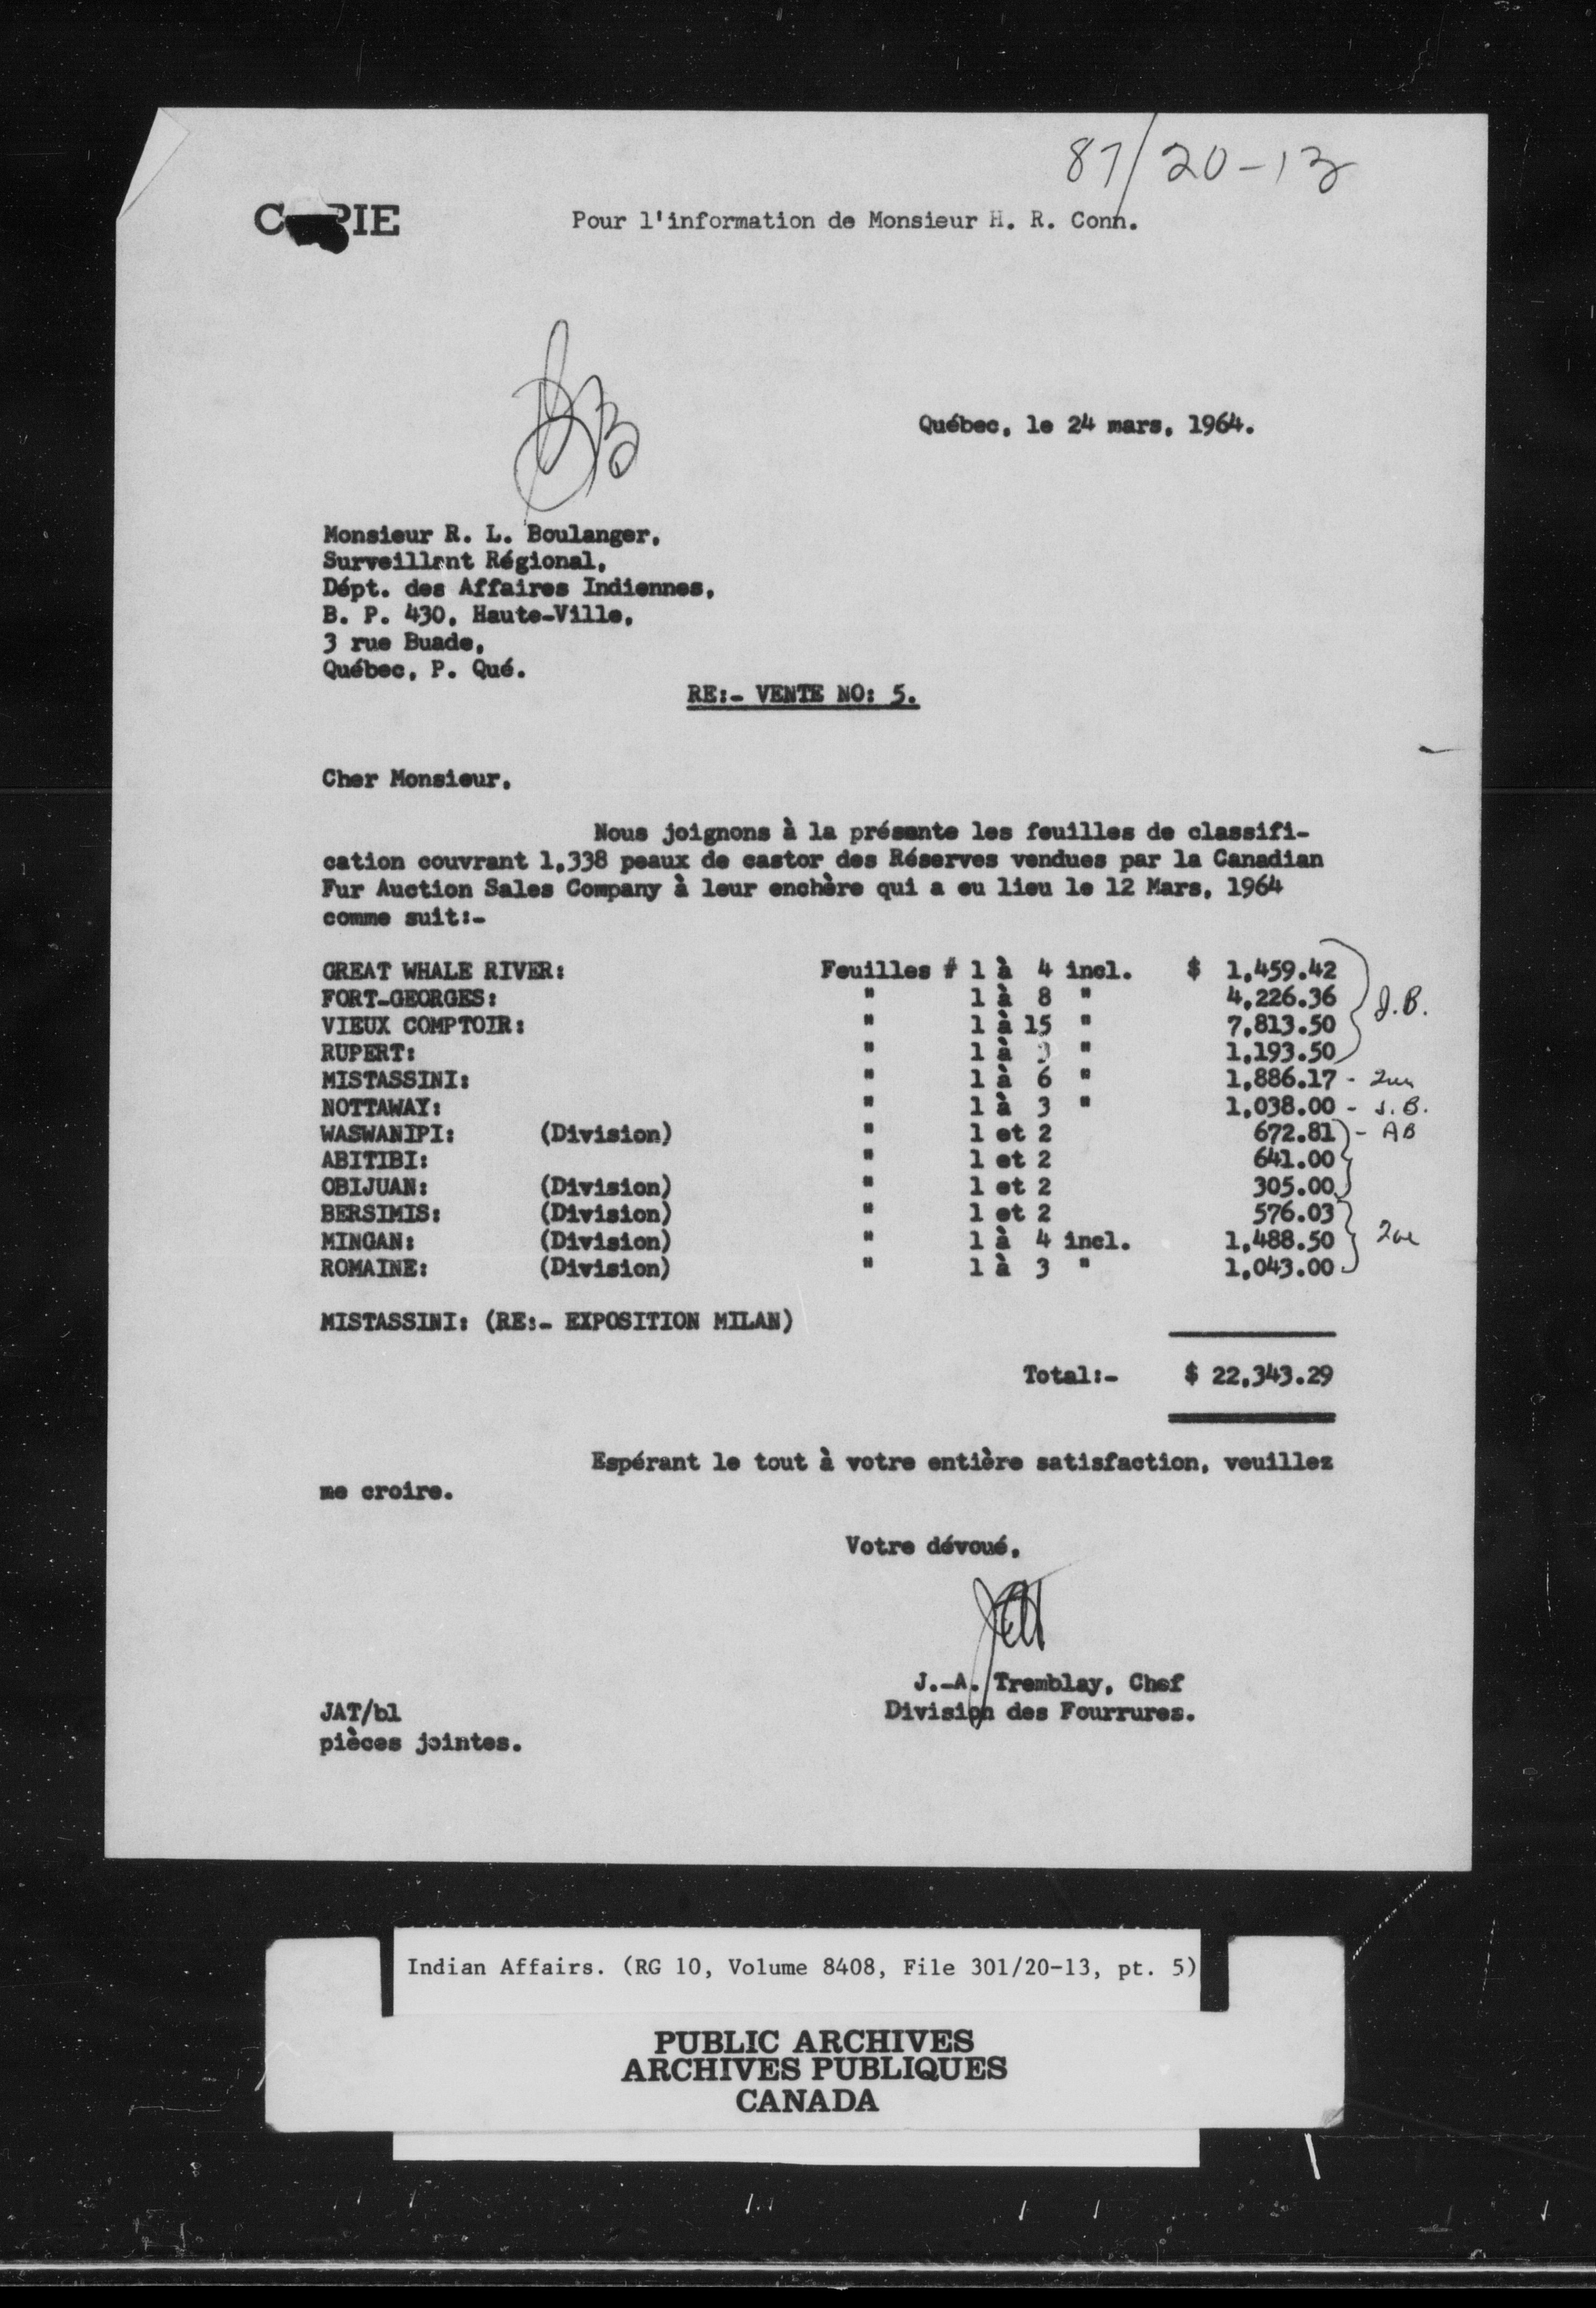 87/20-13
COPIE
Pour l'information de Monsieur H. R. Conn.
Québec, le 24 mars, 1964.
Monsieur R. L. Boulanger,
Surveillant Régional,
Dépt. des Affaires Indiennes,
B. P. 430, Haute-Ville,
3 rue Buade,
Québec, P. Qué.
RE:- VENTE NO: 5.
Cher Monsieur,
Nous joignons à la présente les feuilles de classifi-
cation couvrant 1,338 peaux de castor des Réserves vendues par la Canadian
Fur Auction Sales Company à leur enchère qui a eu lieu le 12 Mars, 1964
comme suit:-
GREAT WHALE RIVER: Feuilles # 1 à 4 incl. $ 1,459.42
FORT-GEORGES: " 1 à 8 " 4,226.36 J.B.
VIEUX COMPTOIR: " 1 à 15 " 7,813.50
RUPERT: " 1 à " 1,193.50
MISTASSINI: " 1 à 6 " 1,886.17 -
NOTTAWAY: " 1 à 3 " 1,038.00 - J.B.
WASWANIPI: (Division) " 1 et 2 672.81 - AB
ABITIBI: " 1 et 2 641.00
OBIJUAN: (Division) " 1 et 2 305.00
BERSIMIS: (Division) " 1 et 2 576.03
MINGAN: (Division) " 1 à 4 incl. 1,488.50
ROMAINE: (Division) " 1 à 3 " 1,043.00
MISTASSINI: (RE:- EXPOSITION MILAN)
Total:- $ 22,343.29
Espérant le tout à votre entière satisfaction, veuillez
me croire.
Votre dévoué,
J.-A. Tremblay, Chef
Division des Fourrures.
JAT/bl
pièces jointes.
Indian Affairs. (RG 10, Volume 8408, File 301/20-13, pt. 5)
PUBLIC ARCHIVES
ARCHIVES PUBLIQUES
CANADA